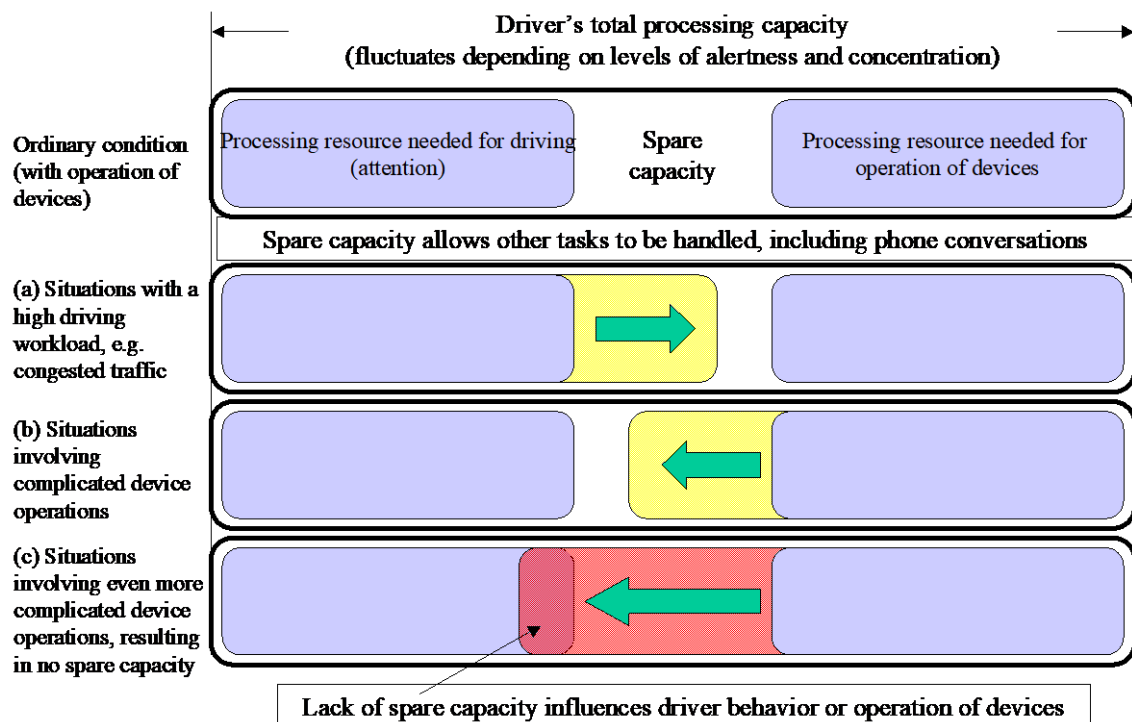 Driver's total processing capacity
(fluctuates depending on levels of alertness and concentration)
Ordinary condition
(with operation of
devices)
Processing resource needed for driving
(attention)
Spare
capacity
Processing resource needed for
operation of devices
Spare capacity allows other tasks to be handled, including phone conversations
(a) Situations with a
high driving
workload, e.g.
congested traffic
(b) Situations
involving
complicated device
operations
(c) Situations
involving even more
complicated device
operations, resulting
in no spare capacity
Lack of spare capacity influences driver behavior or operation of devices